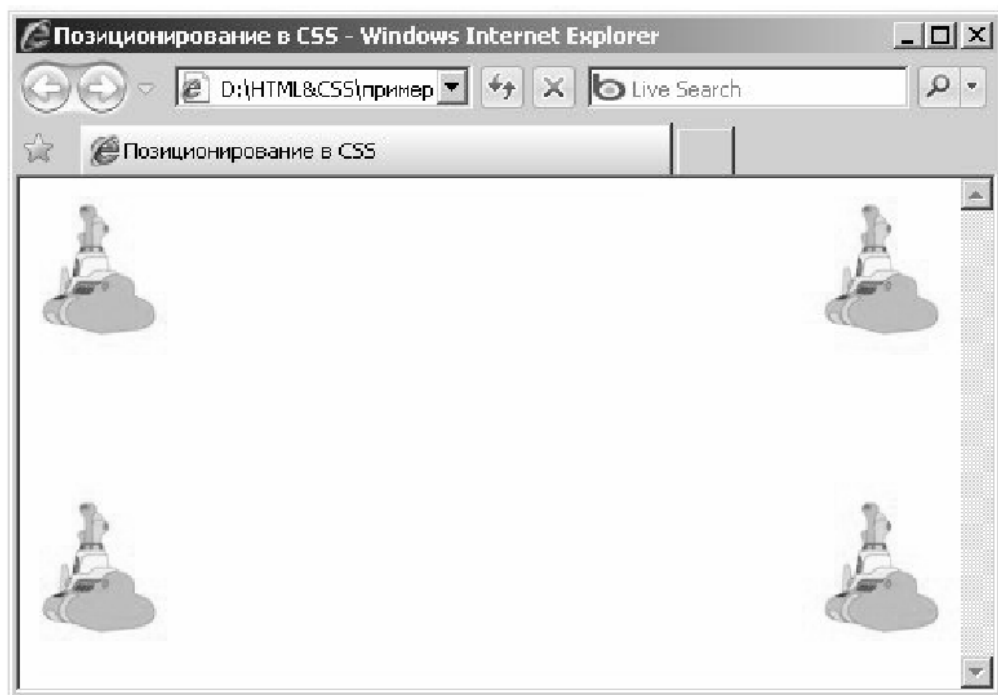 Позиционирование в CSS - Windows Internet Explorer
D:\HTML&CSS\пример
Live Search
Позиционирование в CSS